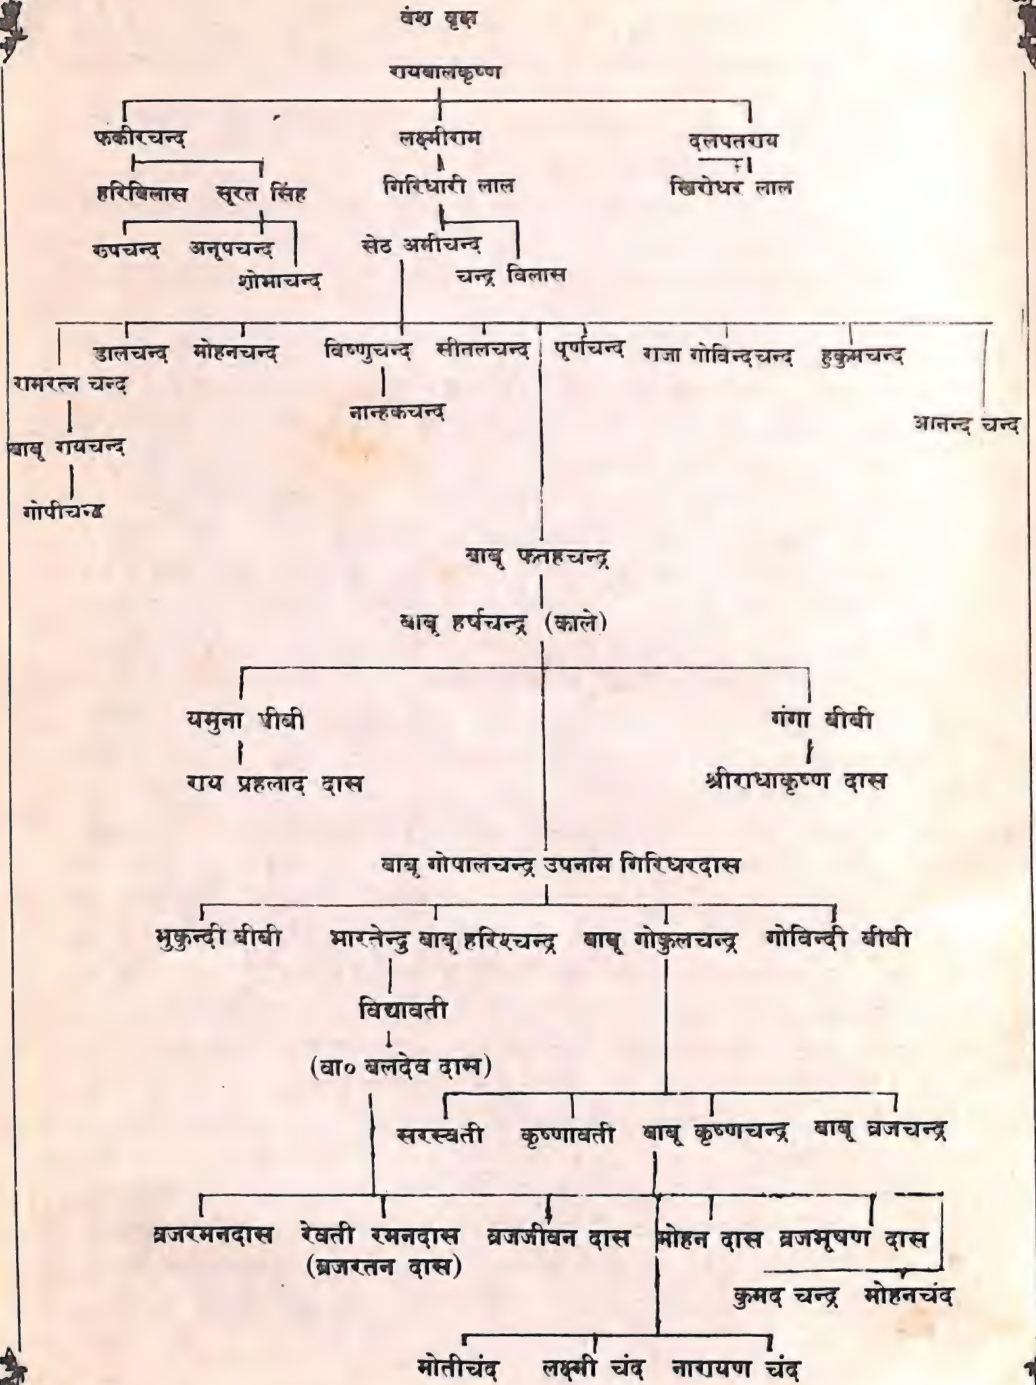 वंश वृक्ष
रायबालकृष्ण
फकीरचन्द लक्ष्मीराम दलपतराय
हरिबिलास सूरत सिंह गिरिधारी लाल खिरोधर लाल
रुपचन्द अनूपचन्द सेठ अमीचन्द
शोभाचन्द चन्द्र विलास
डालचन्द मोहनचन्द विष्णुचन्द सीतलचन्द पूर्णचन्द राजा गोविन्दचन्द हुकुमचन्द
रामरत्न चन्द
नान्हकचन्द आनन्द चन्द
बाबू रायचन्द
गोपीचन्द
बाबू फतहचन्द्र
बाबू हर्षचन्द्र (काले)
यमुना बीबी गंगा बीबी
राय प्रहलाद दास श्रीराधाकृष्ण दास
बाबू गोपालचन्द्र उपनाम गिरिधरदास
मुकुन्दी बीबी भारतेन्दु बाबू हरिश्चन्द्र बाबू गोकुलचन्द्र गोविन्दी बीबी
विद्यावती
(वा० बलदेव दास)
सरस्वती कृष्णावती बाबू कृष्णचन्द्र बाबू व्रजचन्द्र
व्रजरमनदास रेवती रमनदास व्रजजीवन दास मोहन दास व्रजभूषण दास
(व्रजरतन दास)
कुमद चन्द्र मोहनचंद
मोतीचंद लक्ष्मी चंद नारायण चंद